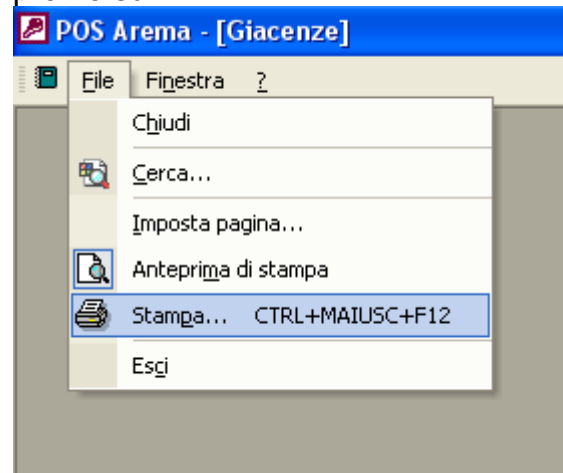 POS Arema - [Giacenze]
File Finestra ?
Chiudi
Cerca...
Imposta pagina...
Anteprima di stampa
Stampa... CTRL+MAIUSC+F12
Esci